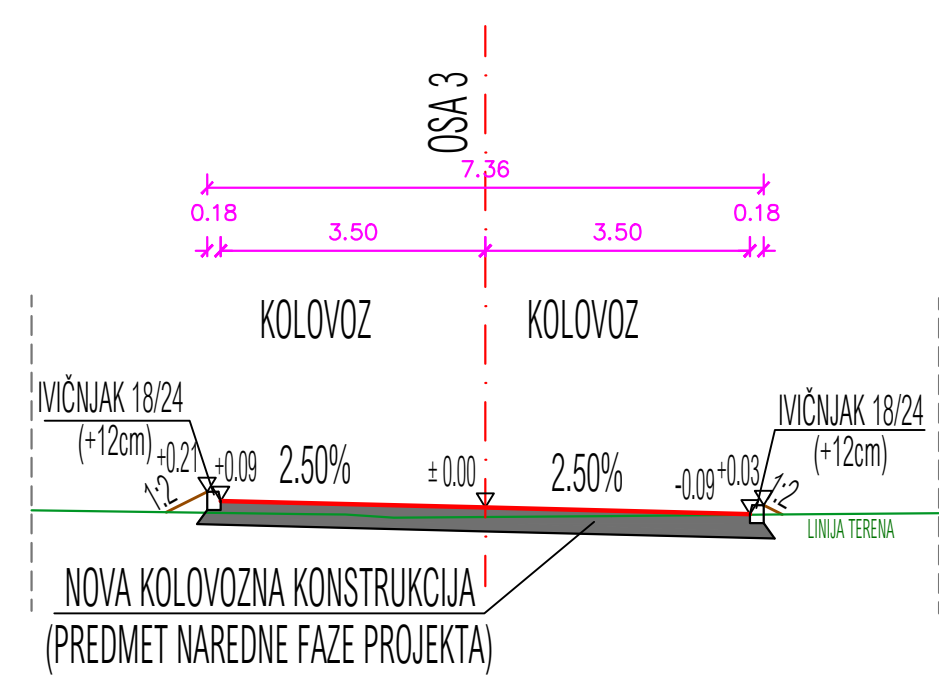 OSA 3
7.36
0.18
0.18
3.50
3.50
KOLOVOZ
KOLOVOZ
IVIČNJAK 18/24
(+12cm)
IVIČNJAK 18/24
(+12cm)
+0.21
+0.09
2.50%
± 0.00
2.50%
-0.09
+0.03
1:2
1:2
LINIJA TERENA
NOVA KOLOVOZNA KONSTRUKCIJA
(PREDMET NAREDNE FAZE PROJEKTA)